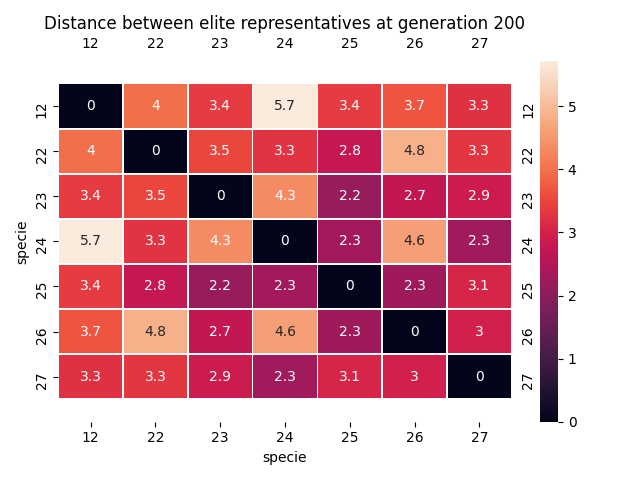 Distance between elite representatives at generation 200
12 22 23 24 25 26 27
12 0 4 3.4 5.7 3.4 3.7 3.3 12
22 4 0 3.5 3.3 2.8 4.8 3.3 22
23 3.4 3.5 0 4.3 2.2 2.7 2.9 23
specie
24 5.7 3.3 4.3 0 2.3 4.6 2.3 24
25 3.4 2.8 2.2 2.3 0 2.3 3.1 25
26 3.7 4.8 2.7 4.6 2.3 0 3 26
27 3.3 3.3 2.9 2.3 3.1 3 0 27
12 22 23 24 25 26 27
specie
5
4
3
2
1
0